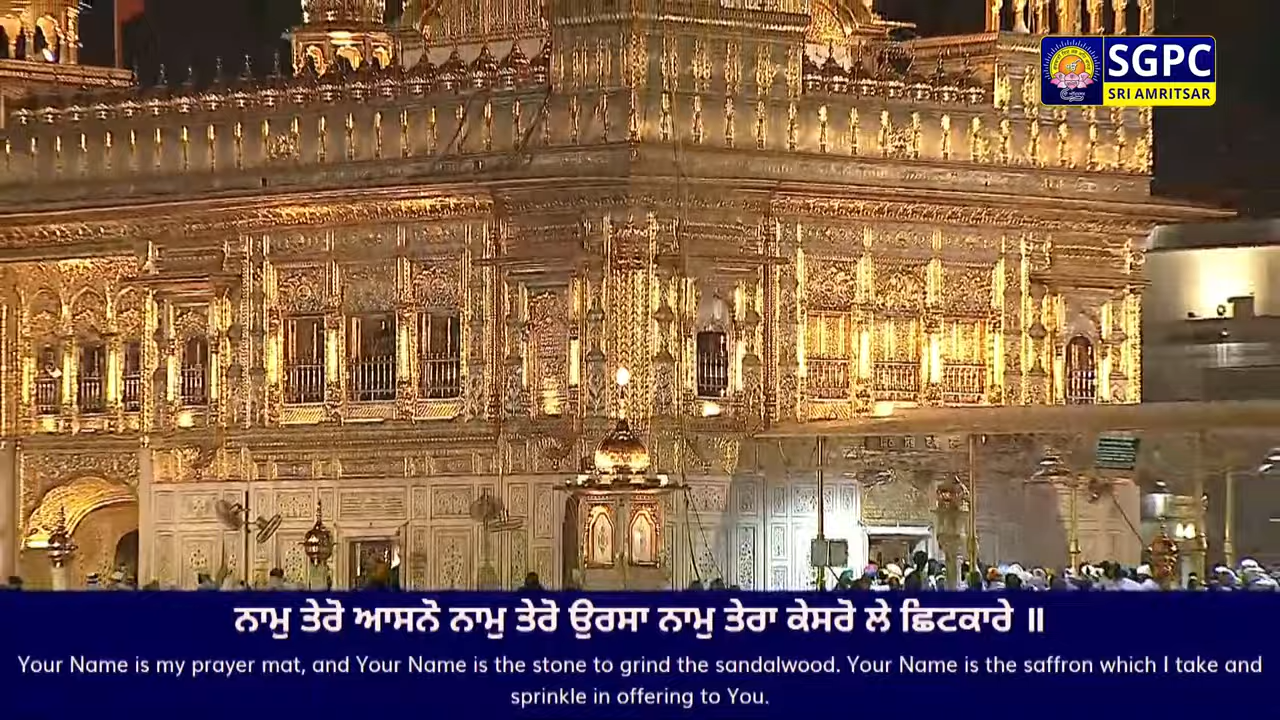 SGPC
SRI AMRITSAR
ਨਾਮੁ ਤੇਰੋ ਆਸਨੋ ਨਾਮੁ ਤੇਰੋ ਉਰਸਾ ਨਾਮੁ ਤੇਰਾ ਕੇਸਰੋ ਲੇ ਛਿਟਕਾਰੇ ॥
Your Name is my prayer mat, and Your Name is the stone to grind the sandalwood. Your Name is the saffron which I take and
sprinkle in offering to You.